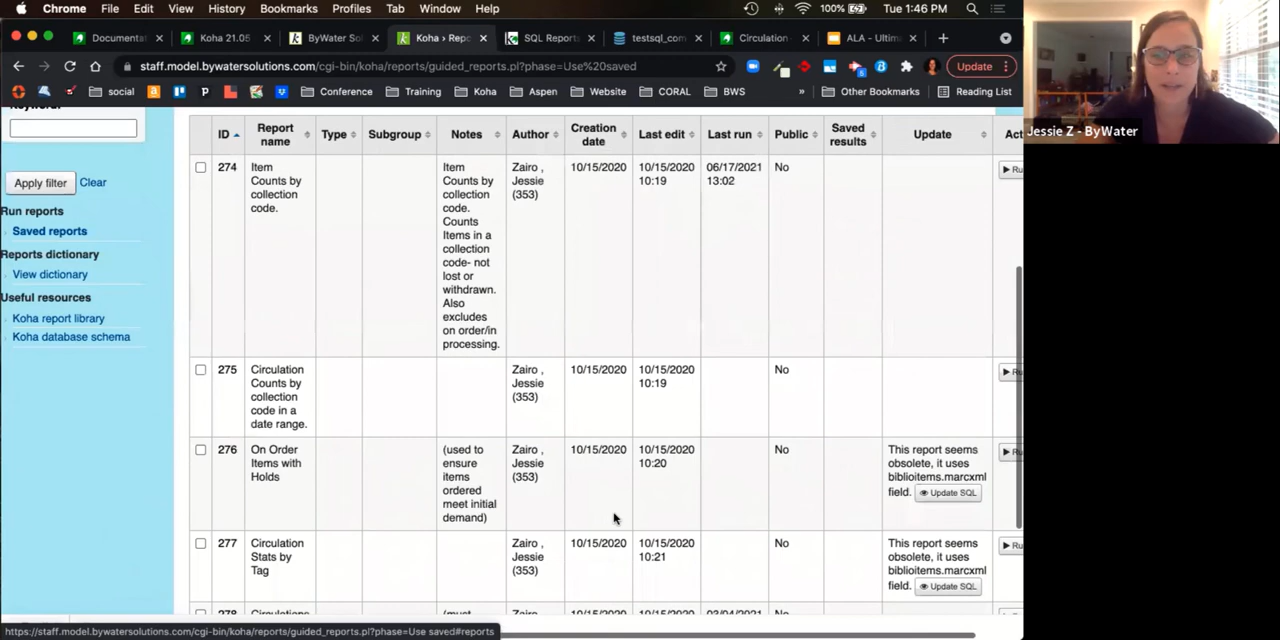 Chrome File Edit View History Bookmarks Profiles Tab Window Help 100% Tue 1:46 PM
Documentat Koha 21.05 ByWater So Koha › Repo SQL Reports testsql_com Circulation ALA - Ultim
staff.model.bywatersolutions.com/cgi-bin/koha/reports/guided_reports.pl?phase=Use%20saved Update
social Conference Training Koha Aspen Website CORAL BWS » Other Bookmarks Reading List
Jessie Z - ByWater
Apply filter Clear
Run reports
Saved reports
Reports dictionary
View dictionary
Useful resources
Koha report library
Koha database schema
ID Report name Type Subgroup Notes Author Creation date Last edit Last run Public Saved results Update Act
274 Item Counts by collection code. Item Counts by collection code. Counts Items in a collection code- not lost or withdrawn. Also excludes on order/in processing. Zairo , Jessie (353) 10/15/2020 10/15/2020 10:19 06/17/2021 13:02 No Ru
275 Circulation Counts by collection code in a date range. Zairo , Jessie (353) 10/15/2020 10/15/2020 10:19 No Ru
276 On Order Items with Holds (used to ensure items ordered meet initial demand) Zairo , Jessie (353) 10/15/2020 10/15/2020 10:20 No This report seems obsolete, it uses biblioitems.marcxml field. Update SQL Ru
277 Circulation Stats by Tag Zairo , Jessie (353) 10/15/2020 10/15/2020 10:21 No This report seems obsolete, it uses biblioitems.marcxml field. Update SQL Ru
https://staff.model.bywatersolutions.com/cgi-bin/koha/reports/guided_reports.pl?phase=Use saved#reports